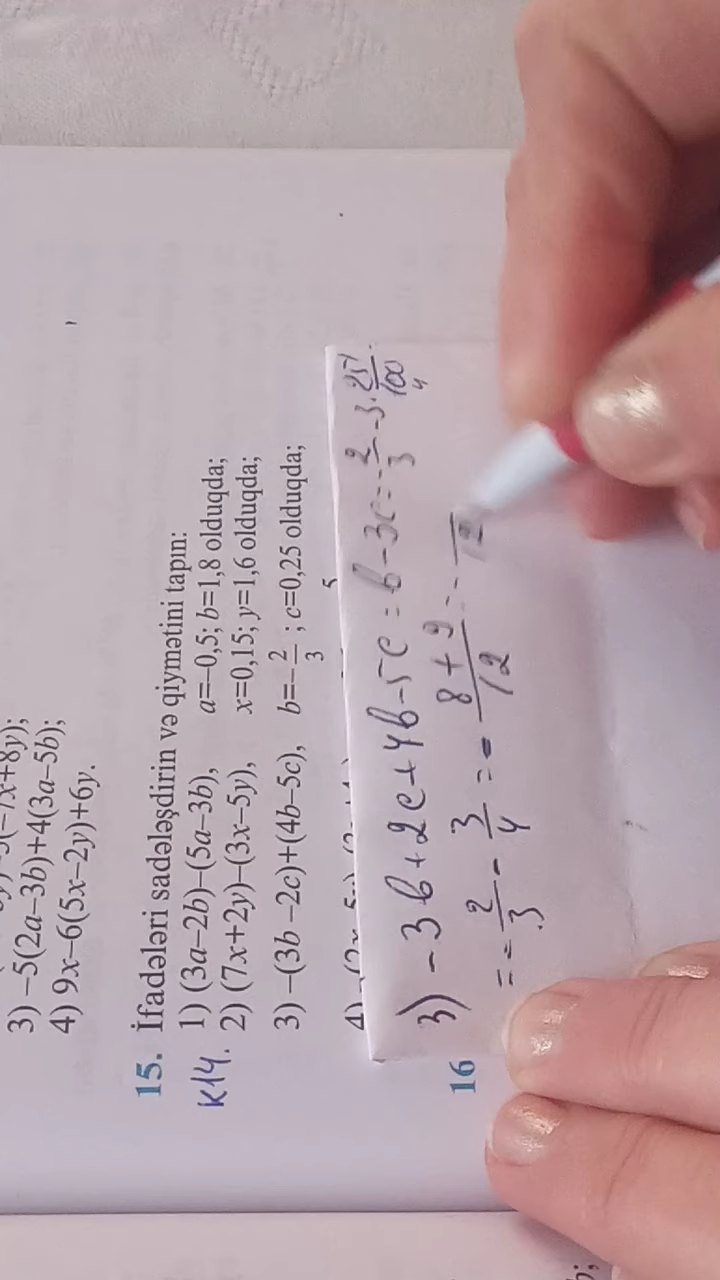 3) –5(2a–3b)+4(3a–5b);
4) 9x–6(5x–2y)+6y.
15. İfadələri sadələşdirin və qiymətini tapın:
K14. 1) (3a–2b)–(5a–3b), a=–0,5; b=1,8 olduqda;
2) (7x+2y)–(3x–5y), x=0,15; y=1,6 olduqda;
3) –(3b–2c)+(4b–5c), b=–2/3; c=0,25 olduqda;
4)
3) -3b+2c+4b-5c=b-3c=-2/3-3·25/100=
=-2/3-3/4=-(8+9)/12=-/12
16